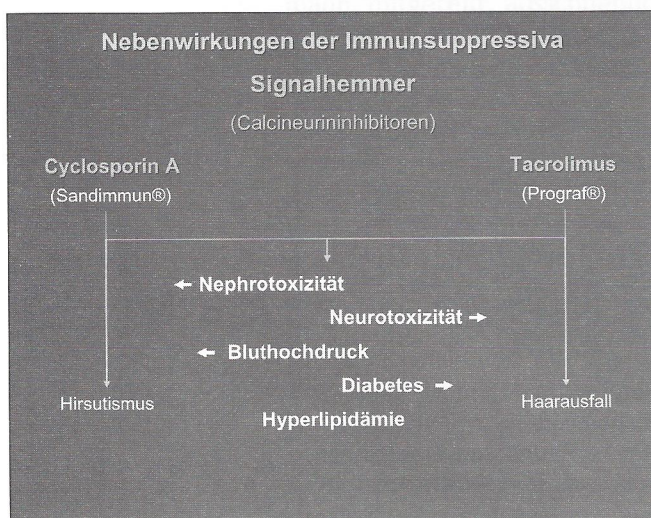 Nebenwirkungen der Immunsuppressiva
Signalhemmer
(Calcineurininhibitoren)
Cyclosporin A
(Sandimmun®)
Tacrolimus
(Prograf®)
← Nephrotoxizität
Neurotoxizität →
← Bluthochdruck
Diabetes →
Hirsutismus
Haarausfall
Hyperlipidämie